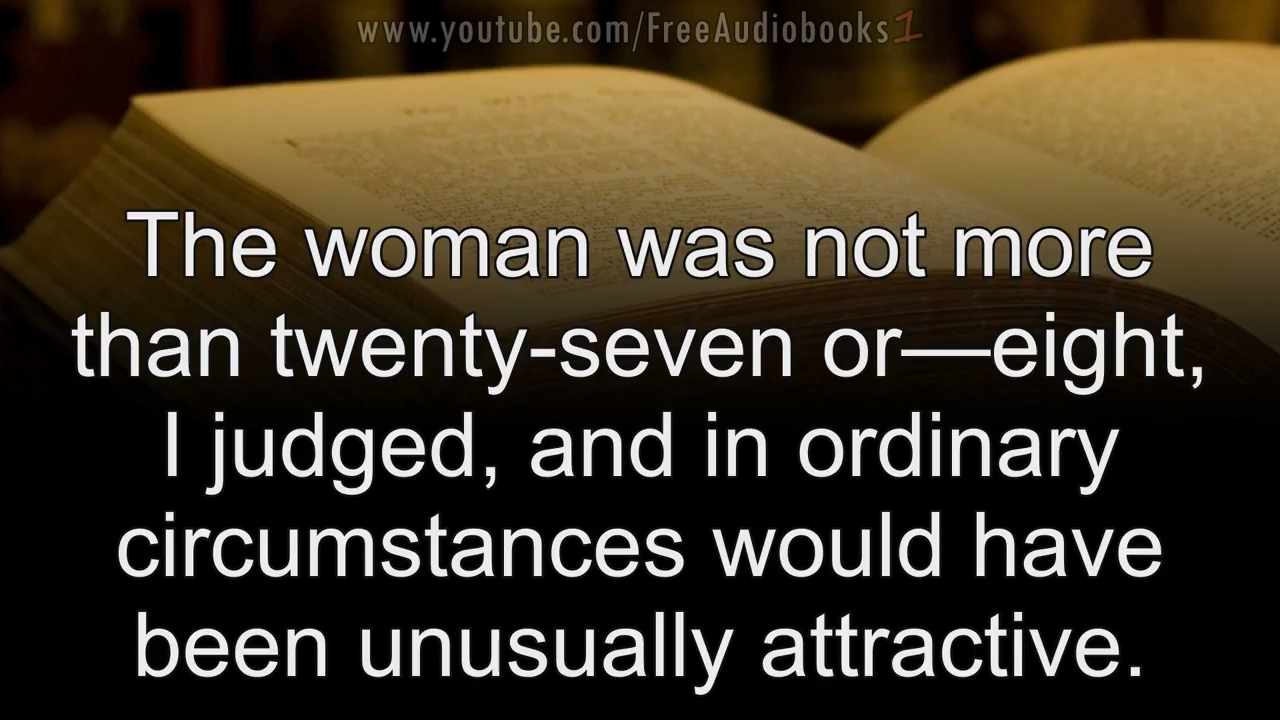 www.youtube.com/FreeAudiobooks1
The woman was not more
than twenty-seven or—eight,
I judged, and in ordinary
circumstances would have
been unusually attractive.